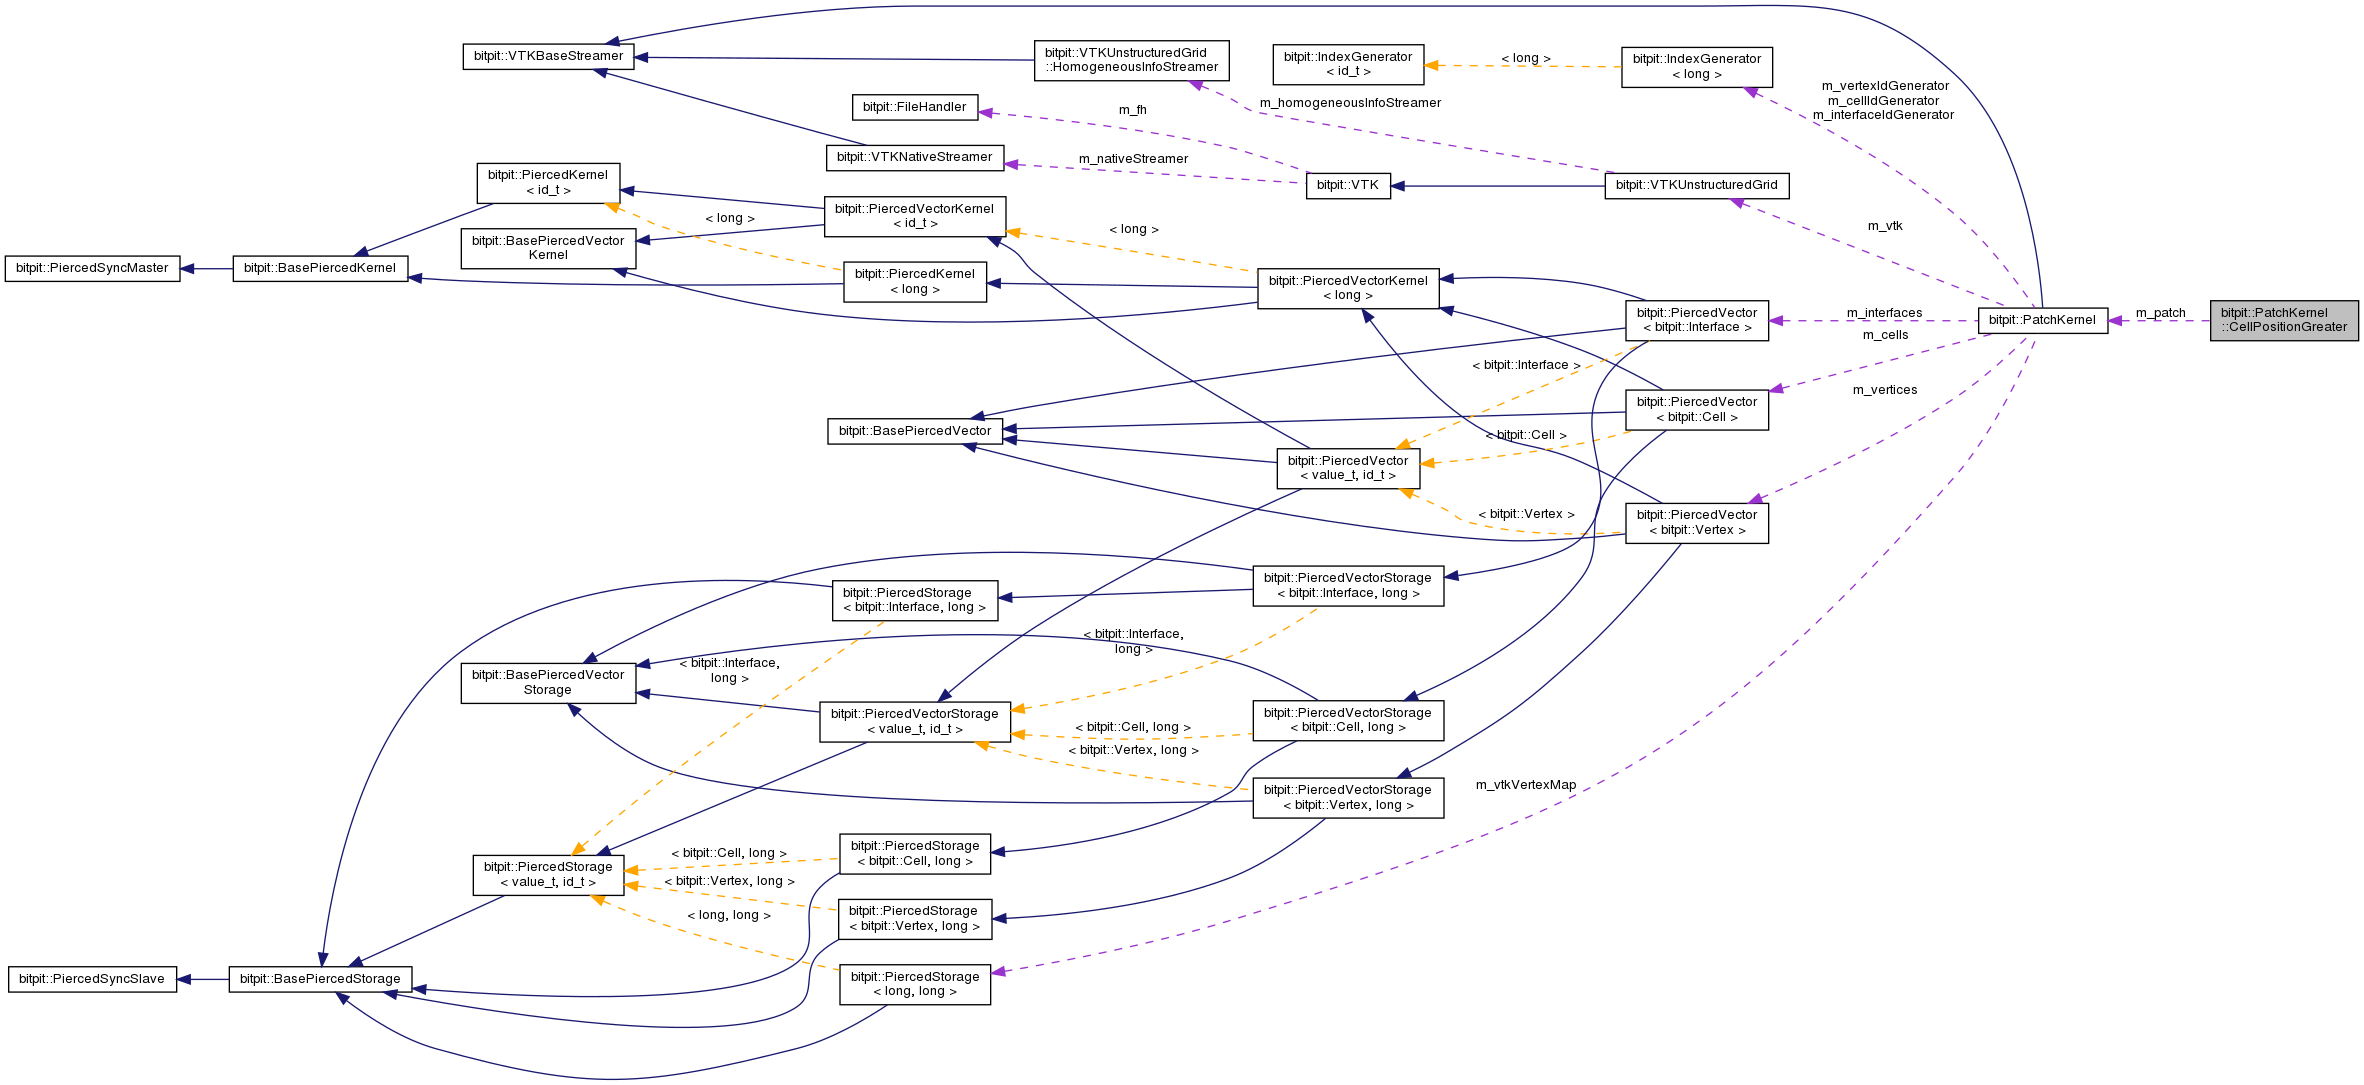 bitpit::VTKBaseStreamer
bitpit::VTKUnstructuredGrid
::HomogeneousInfoStreamer
bitpit::IndexGenerator
< id_t >
< long >
bitpit::IndexGenerator
< long >
m_vertexIdGenerator
m_cellIdGenerator
m_interfaceIdGenerator
bitpit::FileHandler
m_fh
m_homogeneousInfoStreamer
bitpit::VTKNativeStreamer
m_nativeStreamer
bitpit::VTK
bitpit::VTKUnstructuredGrid
m_vtk
bitpit::PiercedKernel
< id_t >
< long >
bitpit::PiercedVectorKernel
< id_t >
< long >
bitpit::BasePiercedVector
Kernel
bitpit::PiercedSyncMaster
bitpit::BasePiercedKernel
bitpit::PiercedKernel
< long >
bitpit::PiercedVectorKernel
< long >
bitpit::PiercedVector
< bitpit::Interface >
m_interfaces
m_cells
m_vertices
bitpit::PatchKernel
m_patch
bitpit::PatchKernel
::CellPositionGreater
< bitpit::Interface >
bitpit::PiercedVector
< bitpit::Cell >
bitpit::BasePiercedVector
< bitpit::Cell >
bitpit::PiercedVector
< value_t, id_t >
< bitpit::Vertex >
bitpit::PiercedVector
< bitpit::Vertex >
bitpit::PiercedStorage
< bitpit::Interface, long >
bitpit::PiercedVectorStorage
< bitpit::Interface, long >
< bitpit::Interface,
long >
< bitpit::Interface,
long >
bitpit::BasePiercedVector
Storage
bitpit::PiercedVectorStorage
< value_t, id_t >
< bitpit::Cell, long >
< bitpit::Vertex, long >
bitpit::PiercedVectorStorage
< bitpit::Cell, long >
bitpit::PiercedVectorStorage
< bitpit::Vertex, long >
m_vtkVertexMap
bitpit::PiercedStorage
< value_t, id_t >
< bitpit::Cell, long >
< bitpit::Vertex, long >
< long, long >
bitpit::PiercedStorage
< bitpit::Cell, long >
bitpit::PiercedStorage
< bitpit::Vertex, long >
bitpit::PiercedSyncSlave
bitpit::BasePiercedStorage
bitpit::PiercedStorage
< long, long >